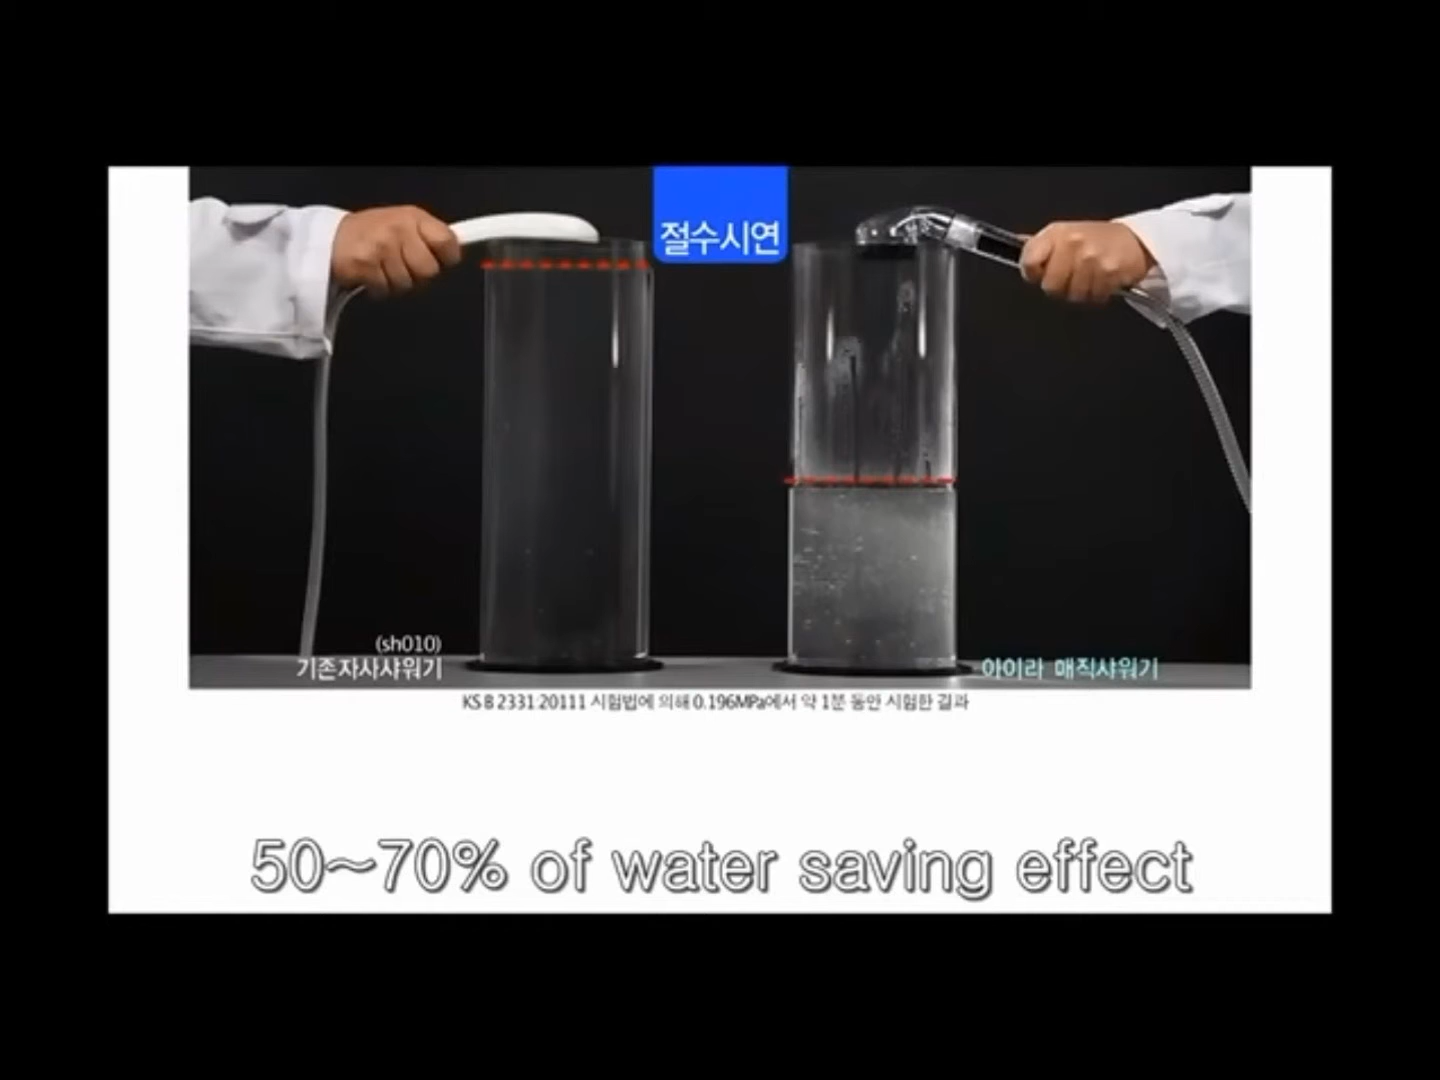 절수시연
(sh010)
기존자사샤워기
아이라 매직샤워기
KS B 2331:20111 시험법에 의해 0.196MPa에서 약 1분 동안 시험한 결과
50~70% of water saving effect